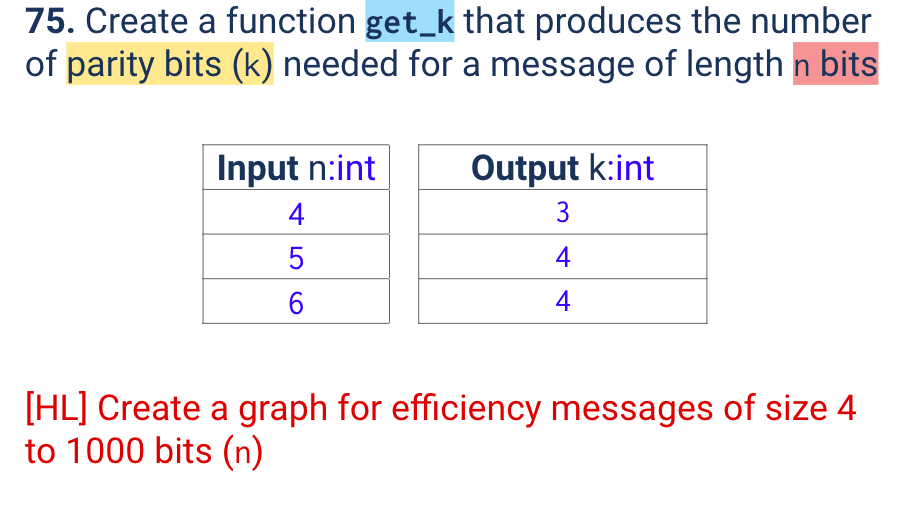 75. Create a function get_k that produces the number
of parity bits (k) needed for a message of length n bits
Input n:int Output k:int
4 3
5 4
6 4
[HL] Create a graph for efficiency messages of size 4
to 1000 bits (n)